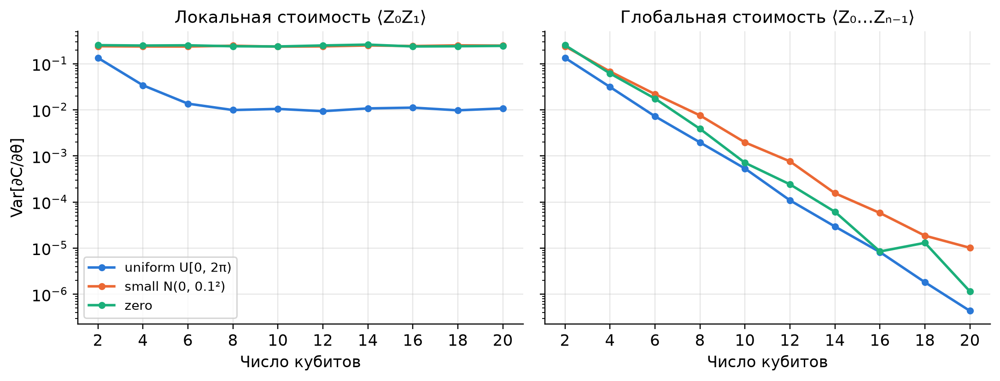 Локальная стоимость ⟨Z₀Z₁⟩
Var[∂C/∂θ]
10⁻¹
10⁻²
10⁻³
10⁻⁴
10⁻⁵
10⁻⁶
uniform U[0, 2π)
small N(0, 0.1²)
zero
2 4 6 8 10 12 14 16 18 20
Число кубитов
Глобальная стоимость ⟨Z₀…Zₙ₋₁⟩
2 4 6 8 10 12 14 16 18 20
Число кубитов